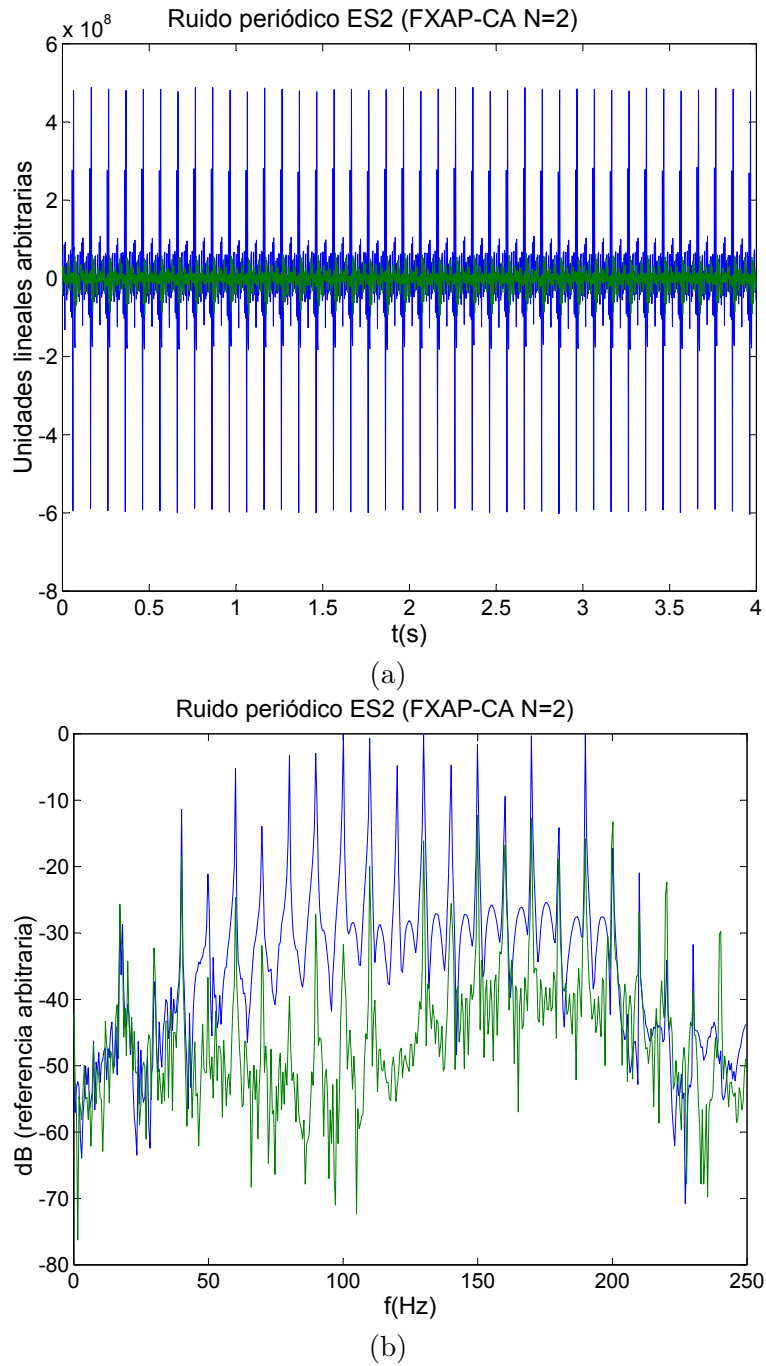 Ruido periódico ES2 (FXAP-CA N=2)
x 10⁸
6
4
2
0
-2
-4
-6
-8
Unidades lineales arbitrarias
0 0.5 1 1.5 2 2.5 3 3.5 4
t(s)
(a)
Ruido periódico ES2 (FXAP-CA N=2)
0
-10
-20
-30
-40
-50
-60
-70
-80
dB (referencia arbitraria)
0 50 100 150 200 250
f(Hz)
(b)